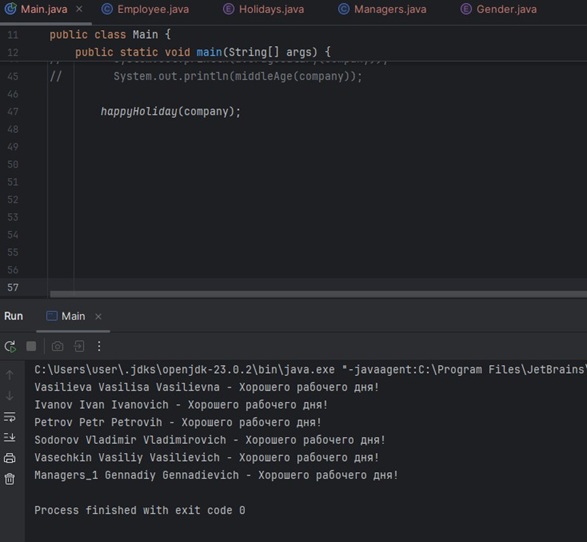 Main.java
Employee.java
Holidays.java
Managers.java
Gender.java
11 public class Main {
12 public static void main(String[] args) {
45 // System.out.println(middleAge(company));
46
47 happyHoliday(company);
48
49
50
51
52
53
54
55
56
57
Run Main
C:\Users\user\.jdks\openjdk-23.0.2\bin\java.exe "-javaagent:C:\Program Files\JetBrains\
Vasilieva Vasilisa Vasilievna - Хорошего рабочего дня!
Ivanov Ivan Ivanovich - Хорошего рабочего дня!
Petrov Petr Petrovih - Хорошего рабочего дня!
Sodorov Vladimir Vladimirovich - Хорошего рабочего дня!
Vasechkin Vasiliy Vasilievich - Хорошего рабочего дня!
Managers_1 Gennadiy Gennadievich - Хорошего рабочего дня!
Process finished with exit code 0